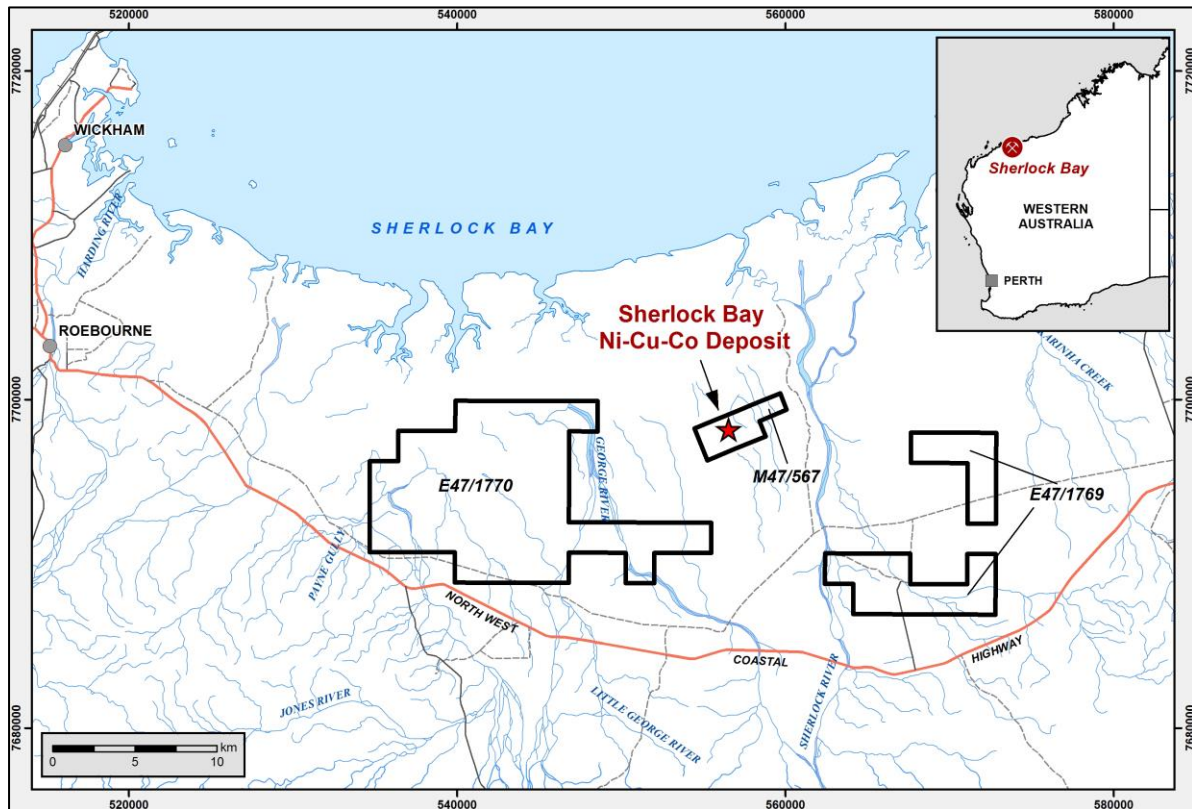 520000
540000
560000
580000
7720000
7720000
WICKHAM
HARDING RIVER
SHERLOCK BAY
Sherlock Bay
WESTERN
AUSTRALIA
PERTH
ROEBOURNE
Sherlock Bay
Ni-Cu-Co Deposit
7700000
7700000
E47/1770
GEORGE RIVER
M47/567
E47/1769
PAYNE GULLY
NORTH WEST
COASTAL
HIGHWAY
JONES RIVER
LITTLE GEORGE RIVER
SHERLOCK RIVER
7680000
7680000
km
0
5
10
520000
540000
560000
580000